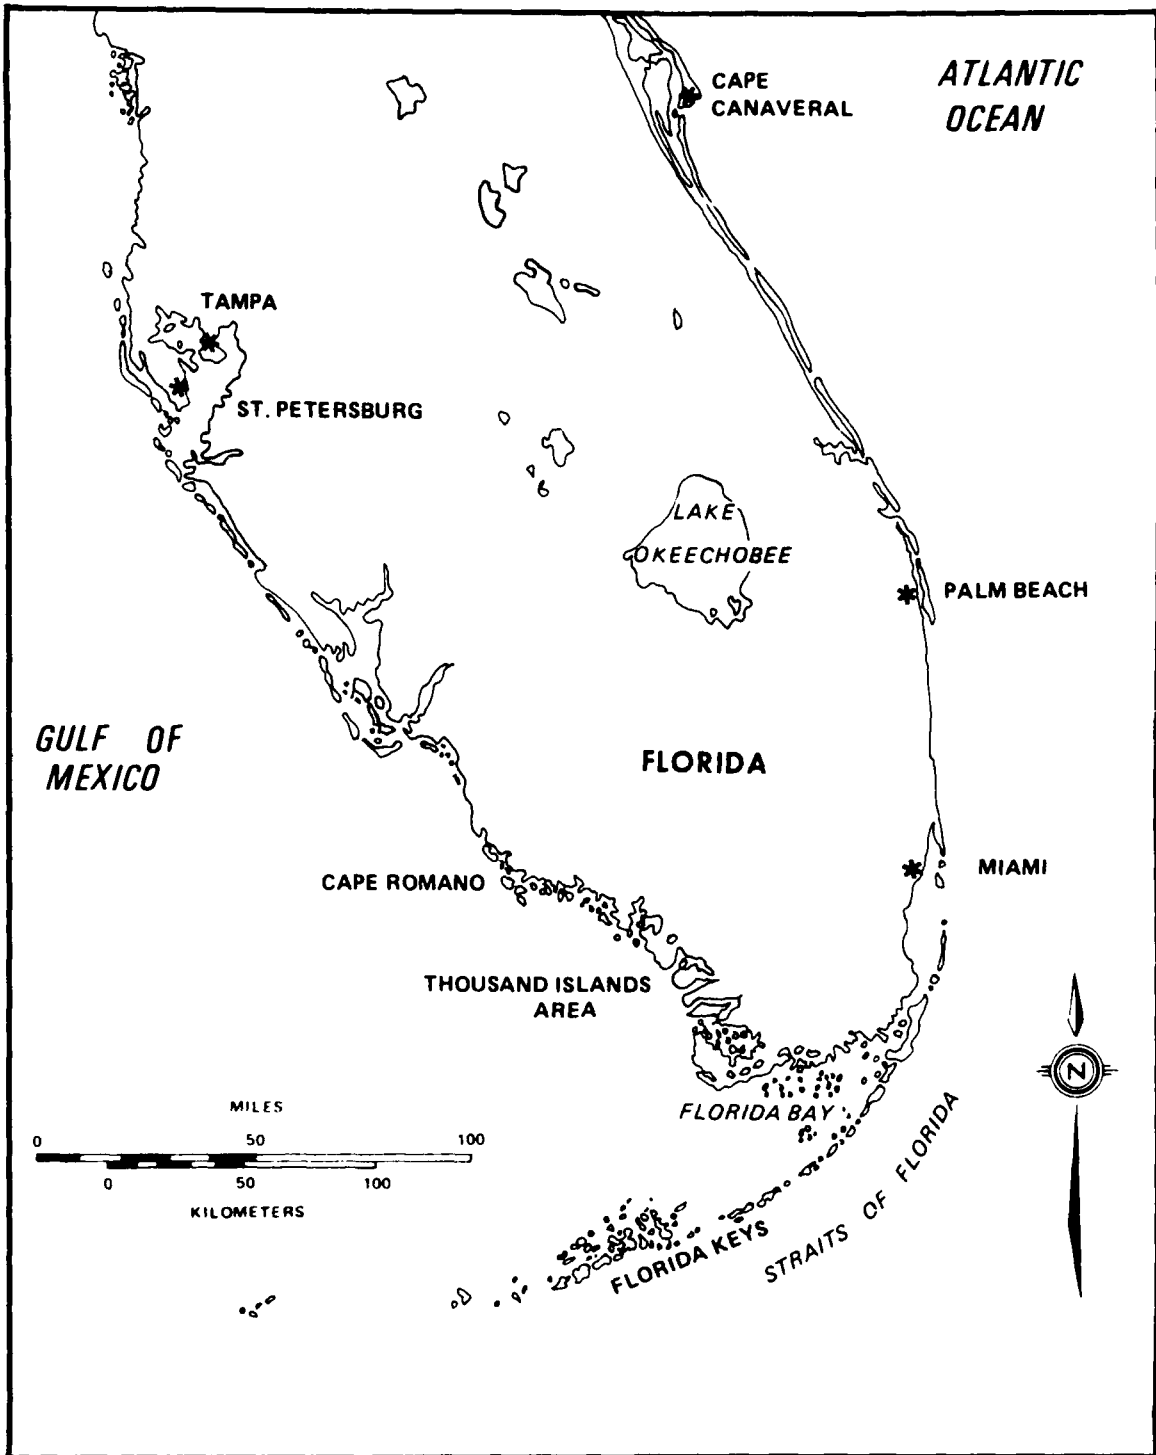 ATLANTIC
OCEAN
CAPE
CANAVERAL
TAMPA
ST. PETERSBURG
LAKE
OKEECHOBEE
PALM BEACH
GULF OF
MEXICO
FLORIDA
MIAMI
CAPE ROMANO
THOUSAND ISLANDS
AREA
N
FLORIDA BAY
MILES
0 50 100
0 50 100
KILOMETERS
STRAITS OF FLORIDA
FLORIDA KEYS